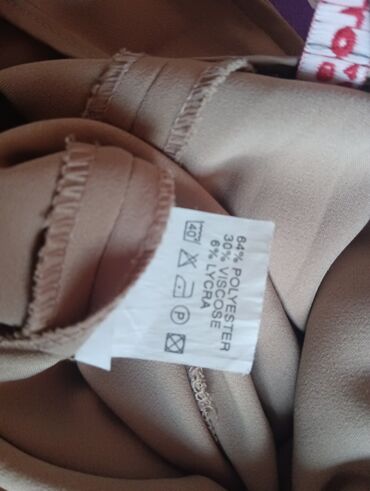 64% POLYESTER
30% VISCOSE
6% LYCRA
40°
P